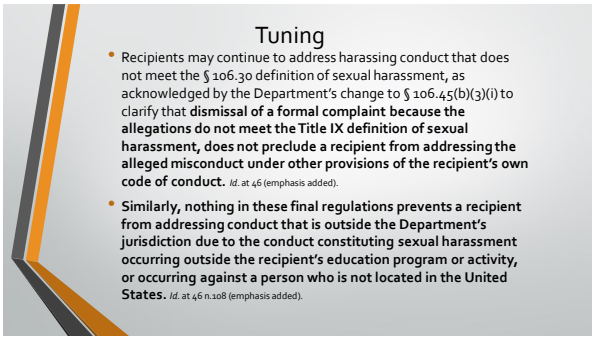 Tuning
• Recipients may continue to address harassing conduct that does
not meet the § 106.30 definition of sexual harassment, as
acknowledged by the Department's change to § 106.45(b)(3)(i) to
clarify that dismissal of a formal complaint because the
allegations do not meet the Title IX definition of sexual
harassment, does not preclude a recipient from addressing the
alleged misconduct under other provisions of the recipient's own
code of conduct. Id. at 46 (emphasis added).
• Similarly, nothing in these final regulations prevents a recipient
from addressing conduct that is outside the Department's
jurisdiction due to the conduct constituting sexual harassment
occurring outside the recipient's education program or activity,
or occurring against a person who is not located in the United
States. Id. at 46 n.108 (emphasis added).